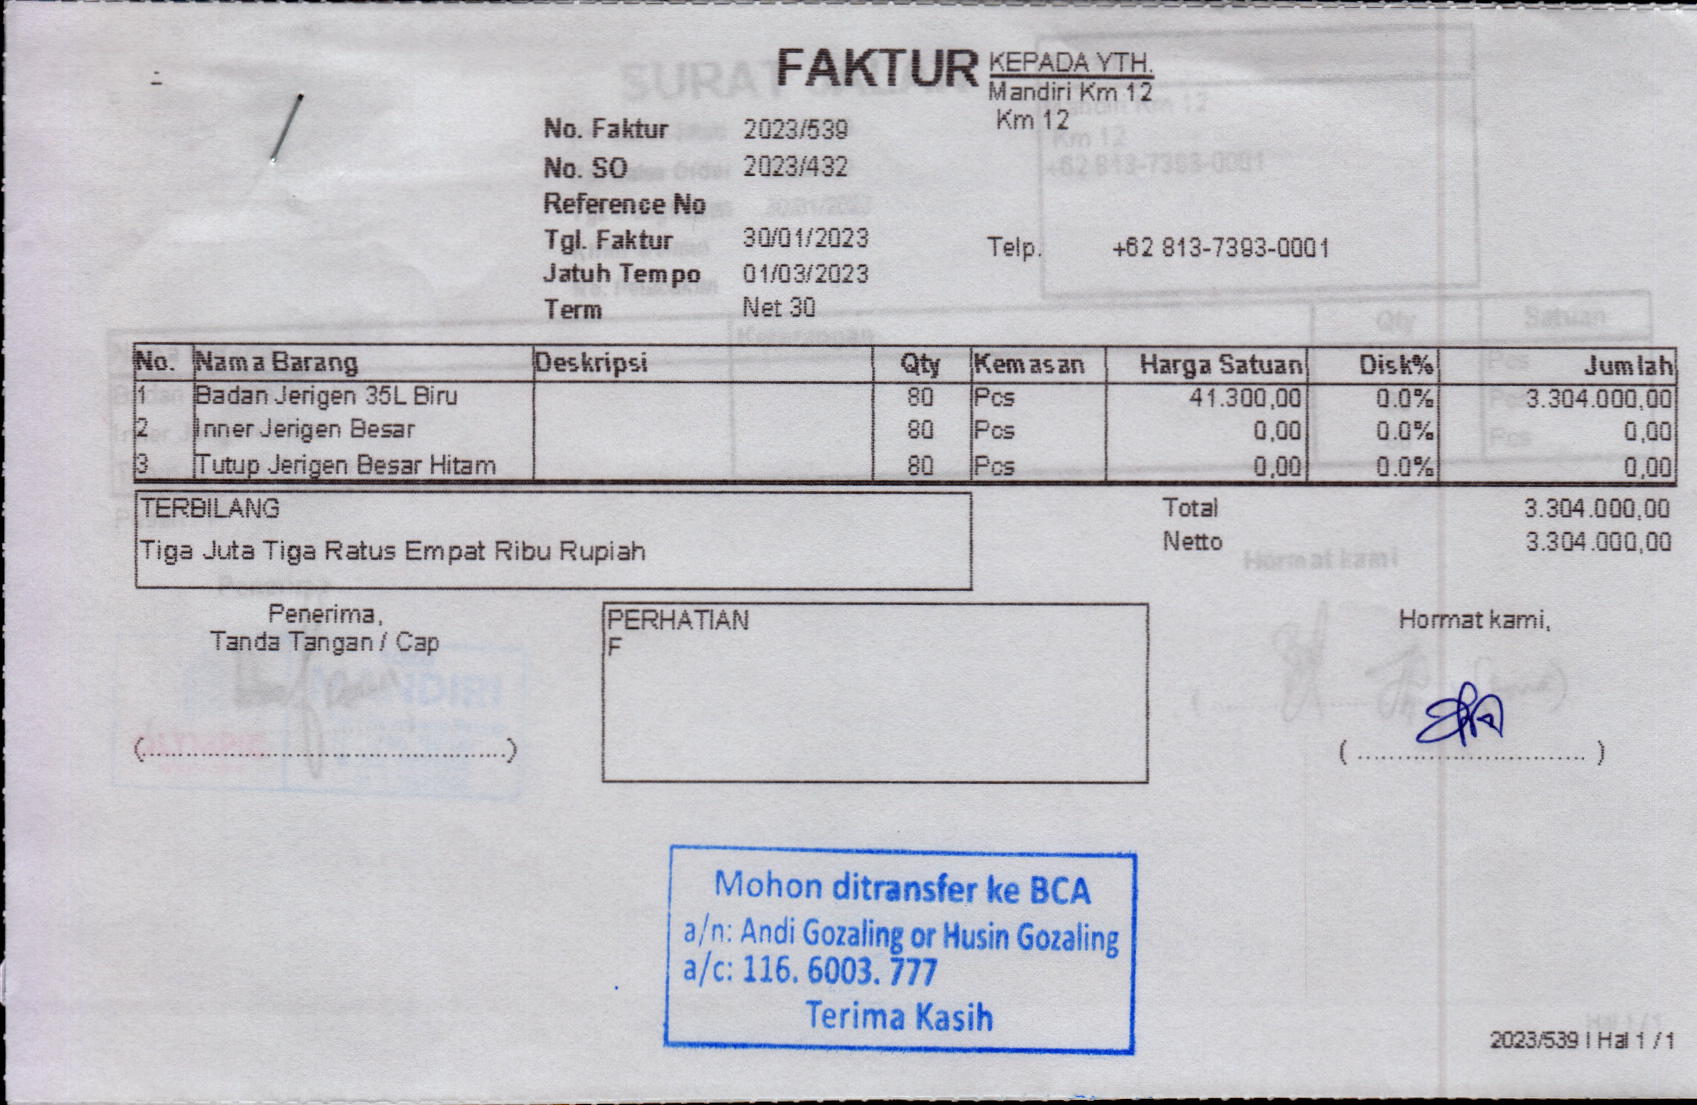 FAKTUR
KEPADA YTH.
Mandiri Km 12
Km 12
No. Faktur 2023/539
No. SO 2023/432
Reference No
Tgl. Faktur 30/01/2023
Telp. +62 813-7393-0001
Jatuh Tempo 01/03/2023
Term Net 30
No. Nama Barang Deskripsi Qty Kemasan Harga Satuan Disk% Jumlah
1 Badan Jerigen 35L Biru 80 Pcs 41.300,00 0.0% 3.304.000,00
2 Inner Jerigen Besar 80 Pcs 0,00 0.0% 0,00
3 Tutup Jerigen Besar Hitam 80 Pcs 0,00 0.0% 0,00
TERBILANG
Tiga Juta Tiga Ratus Empat Ribu Rupiah
Total 3.304.000,00
Netto 3.304.000,00
Penerima,
Tanda Tangan / Cap
PERHATIAN
F
Hormat kami,
(..............................................)
( ............................. )
Mohon ditransfer ke BCA
a/n: Andi Gozaling or Husin Gozaling
a/c: 116. 6003. 777
Terima Kasih
2023/539 | Hal 1 / 1